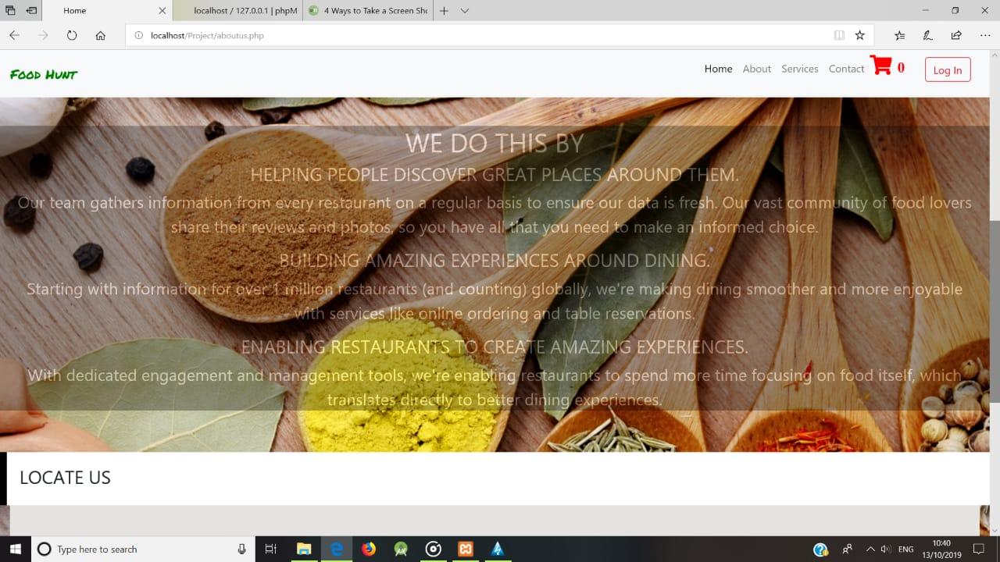 Home
localhost / 127.0.0.1 | phpM
4 Ways to Take a Screen Sho
localhost/Project/aboutus.php
Food Hunt
Home About Services Contact 0 Log In
WE DO THIS BY
HELPING PEOPLE DISCOVER GREAT PLACES AROUND THEM.
Our team gathers information from every restaurant on a regular basis to ensure our data is fresh. Our vast community of food lovers
share their reviews and photos, so you have all that you need to make an informed choice.
BUILDING AMAZING EXPERIENCES AROUND DINING.
Starting with information for over 1 million restaurants (and counting) globally, we're making dining smoother and more enjoyable
with services like online ordering and table reservations.
ENABLING RESTAURANTS TO CREATE AMAZING EXPERIENCES.
With dedicated engagement and management tools, we're enabling restaurants to spend more time focusing on food itself, which
translates directly to better dining experiences.
LOCATE US
Type here to search
ENG
10:40
13/10/2019